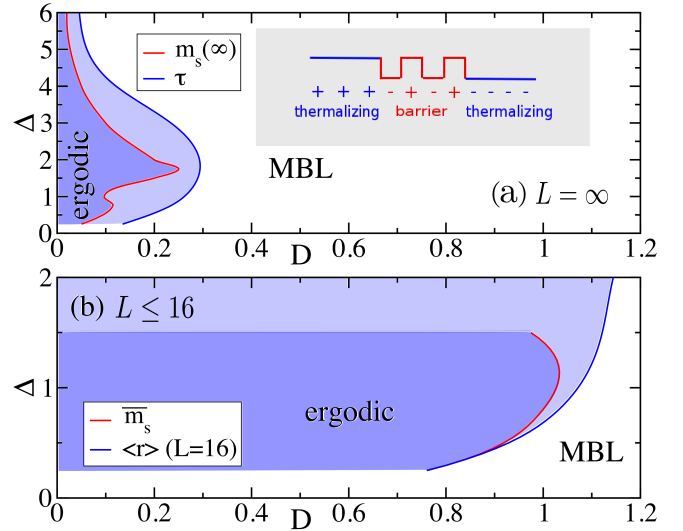 6
5
4
3
2
1
0
Δ
m_s(∞)
τ
+ + + - + - + - - - -
thermalizing barrier thermalizing
ergodic
MBL
(a) L = ∞
0 0.2 0.4 0.6 0.8 1 1.2
D
2
1
0
Δ
(b) L ≤ 16
ergodic
m̅_s
<r> (L=16)
MBL
0 0.2 0.4 0.6 0.8 1 1.2
D